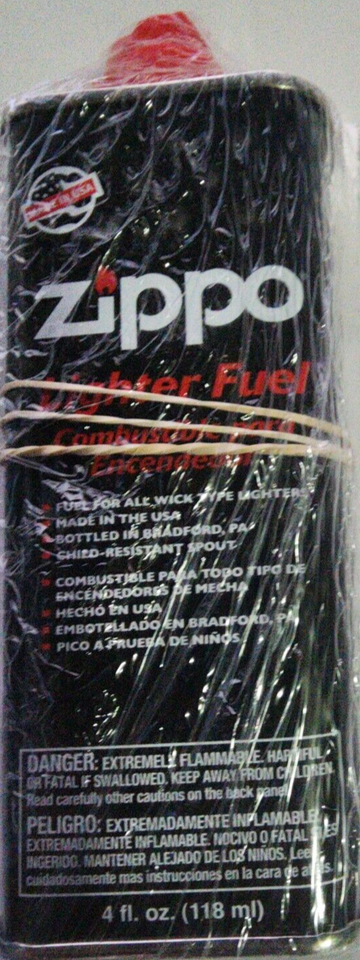 MADE IN USA
zippo
Lighter Fuel
Combustible para
Encendedor
FUEL FOR ALL WICK TYPE LIGHTERS
MADE IN THE USA
BOTTLED IN BRADFORD, PA
CHILD-RESISTANT SPOUT
COMBUSTIBLE PARA TODO TIPO DE
ENCENDEDORES DE MECHA
HECHO EN USA
EMBOTELLADO EN BRADFORD, PA
PICO A PRUEBA DE NIÑOS
DANGER: EXTREMELY FLAMMABLE. HARMFUL
OR FATAL IF SWALLOWED. KEEP AWAY FROM CHILDREN.
Read carefully other cautions on the back panel.
PELIGRO: EXTREMADAMENTE INFLAMABLE.
EXTREMADAMENTE INFLAMABLE. NOCIVO O FATAL SI ES
INGERIDO. MANTENER ALEJADO DE LOS NIÑOS. Lee
cuidadosamente mas instrucciones en la cara de atras.
4 fl. oz. (118 ml)